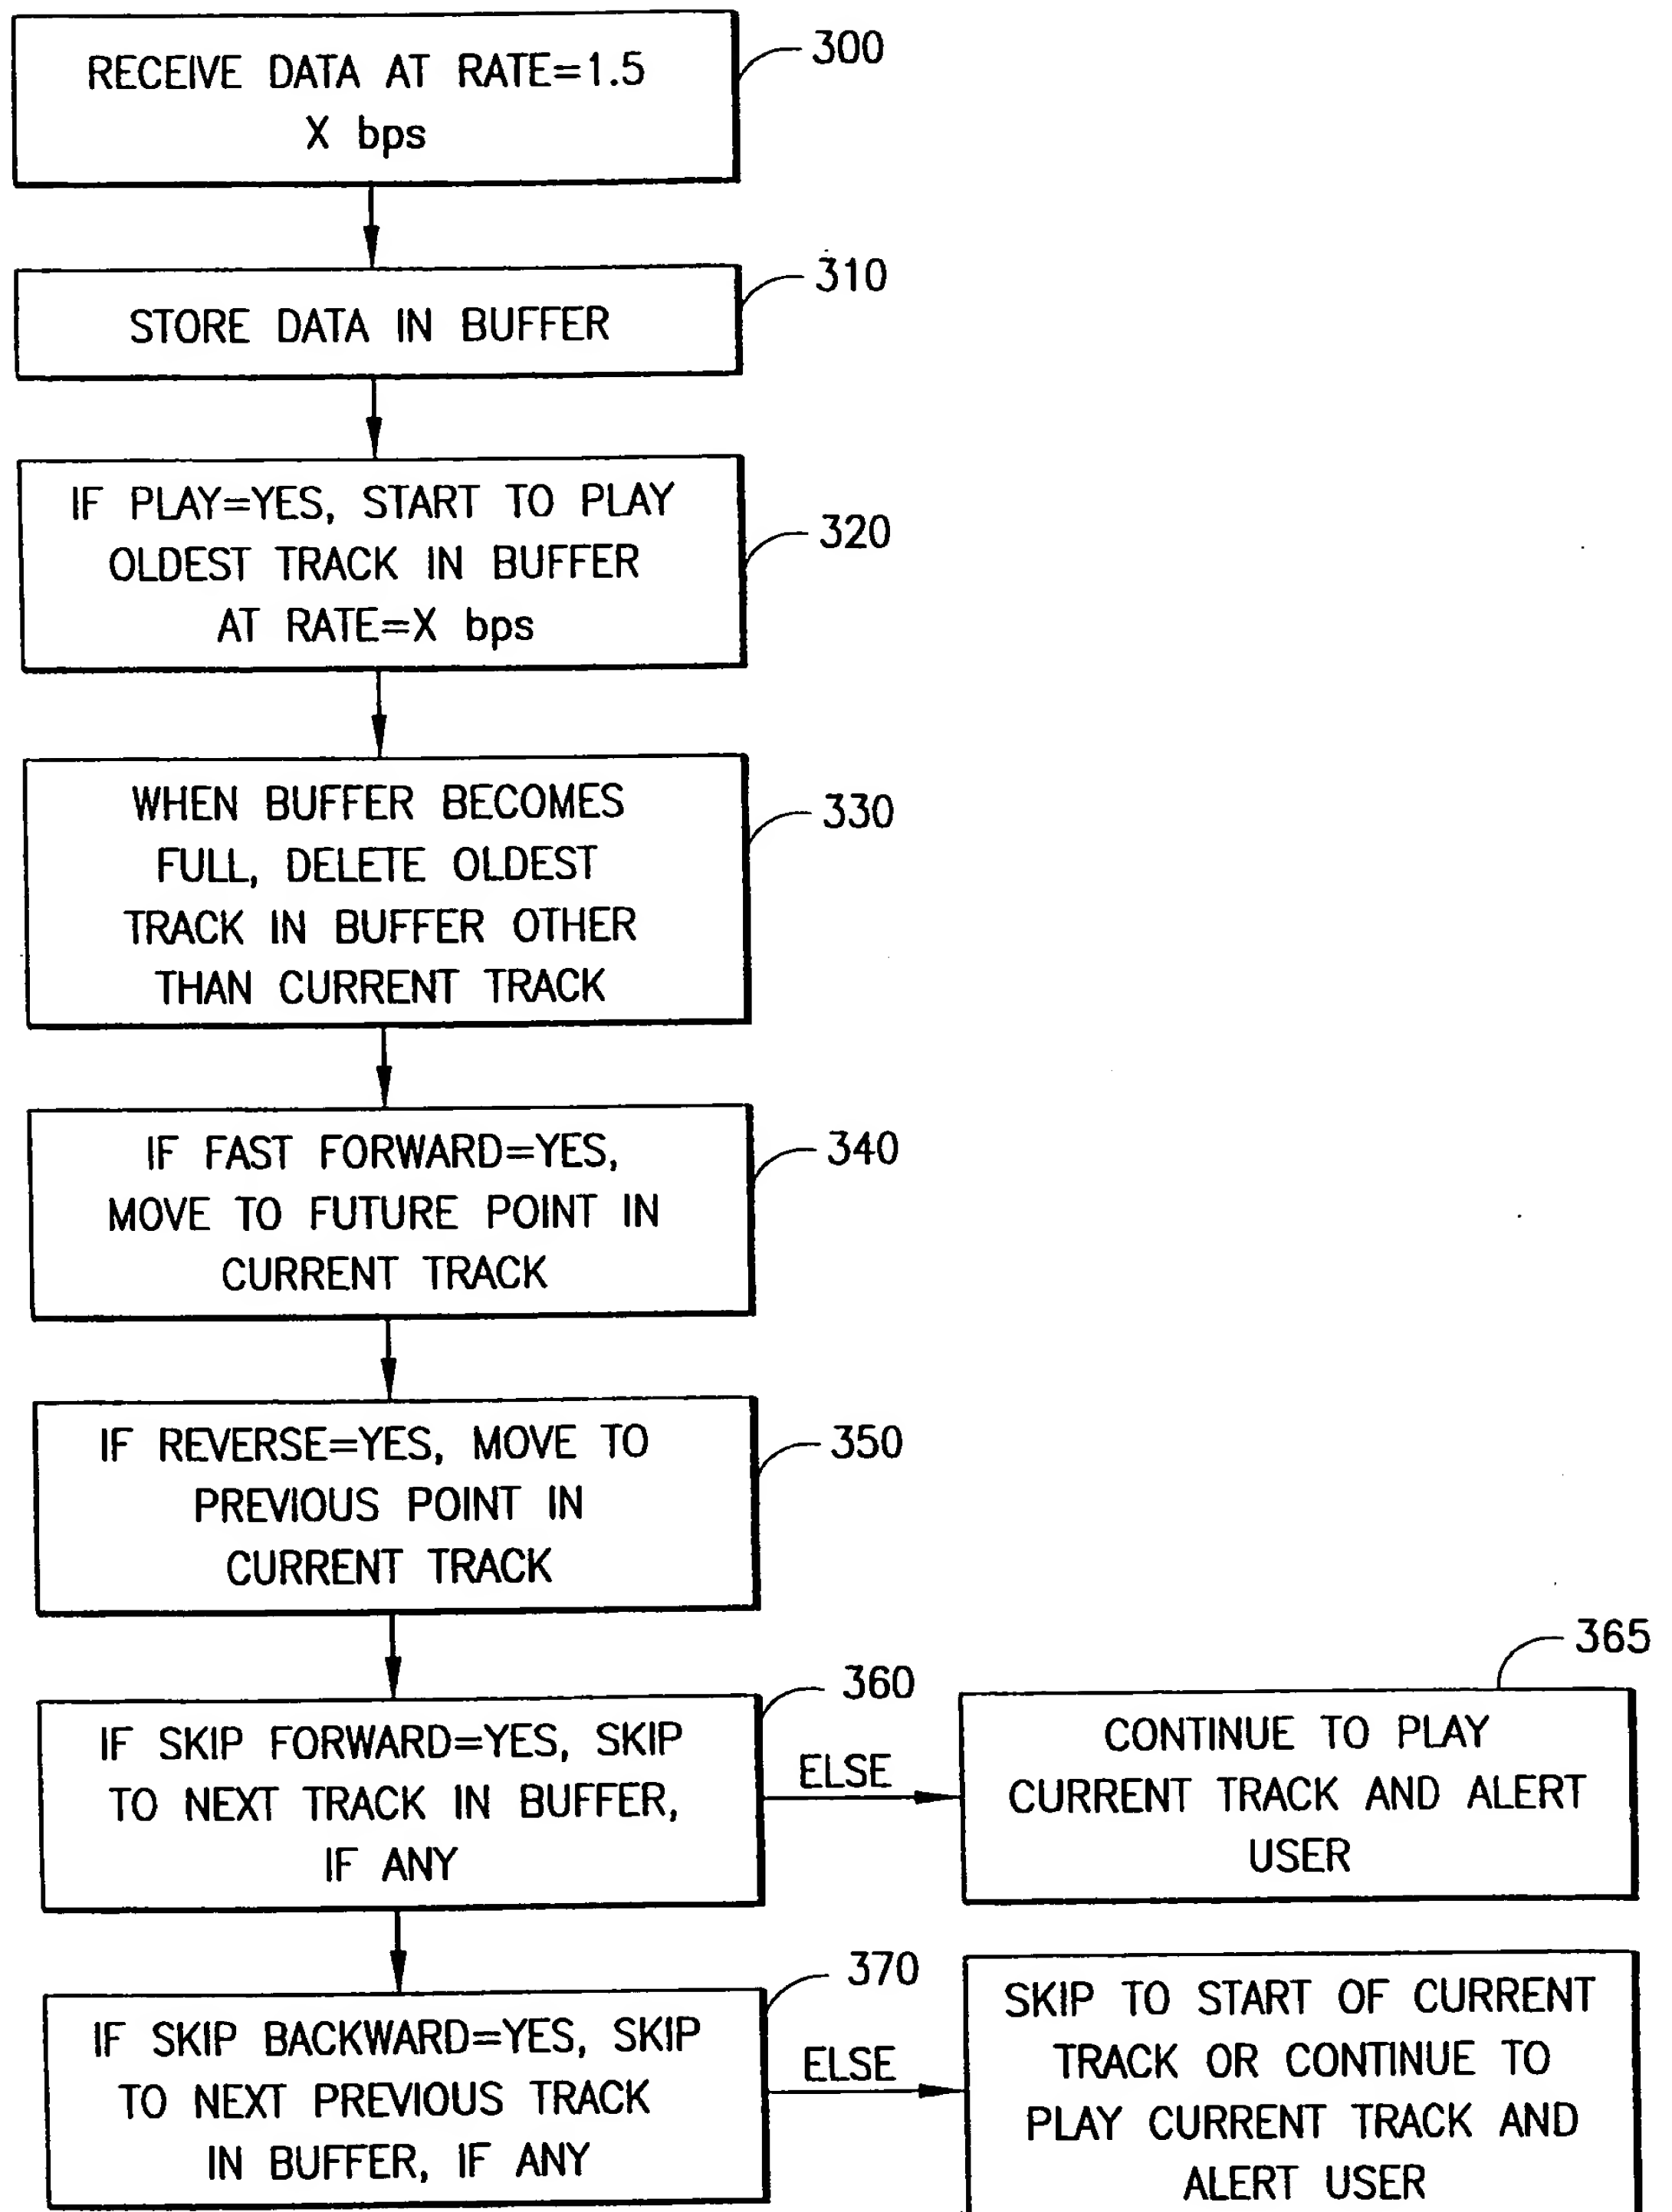 RECEIVE DATA AT RATE=1.5
X bps
300
STORE DATA IN BUFFER
310
IF PLAY=YES, START TO PLAY
OLDEST TRACK IN BUFFER
AT RATE=X bps
320
WHEN BUFFER BECOMES
FULL, DELETE OLDEST
TRACK IN BUFFER OTHER
THAN CURRENT TRACK
330
IF FAST FORWARD=YES,
MOVE TO FUTURE POINT IN
CURRENT TRACK
340
IF REVERSE=YES, MOVE TO
PREVIOUS POINT IN
CURRENT TRACK
350
IF SKIP FORWARD=YES, SKIP
TO NEXT TRACK IN BUFFER,
IF ANY
360
ELSE
CONTINUE TO PLAY
CURRENT TRACK AND ALERT
USER
365
IF SKIP BACKWARD=YES, SKIP
TO NEXT PREVIOUS TRACK
IN BUFFER, IF ANY
370
ELSE
SKIP TO START OF CURRENT
TRACK OR CONTINUE TO
PLAY CURRENT TRACK AND
ALERT USER